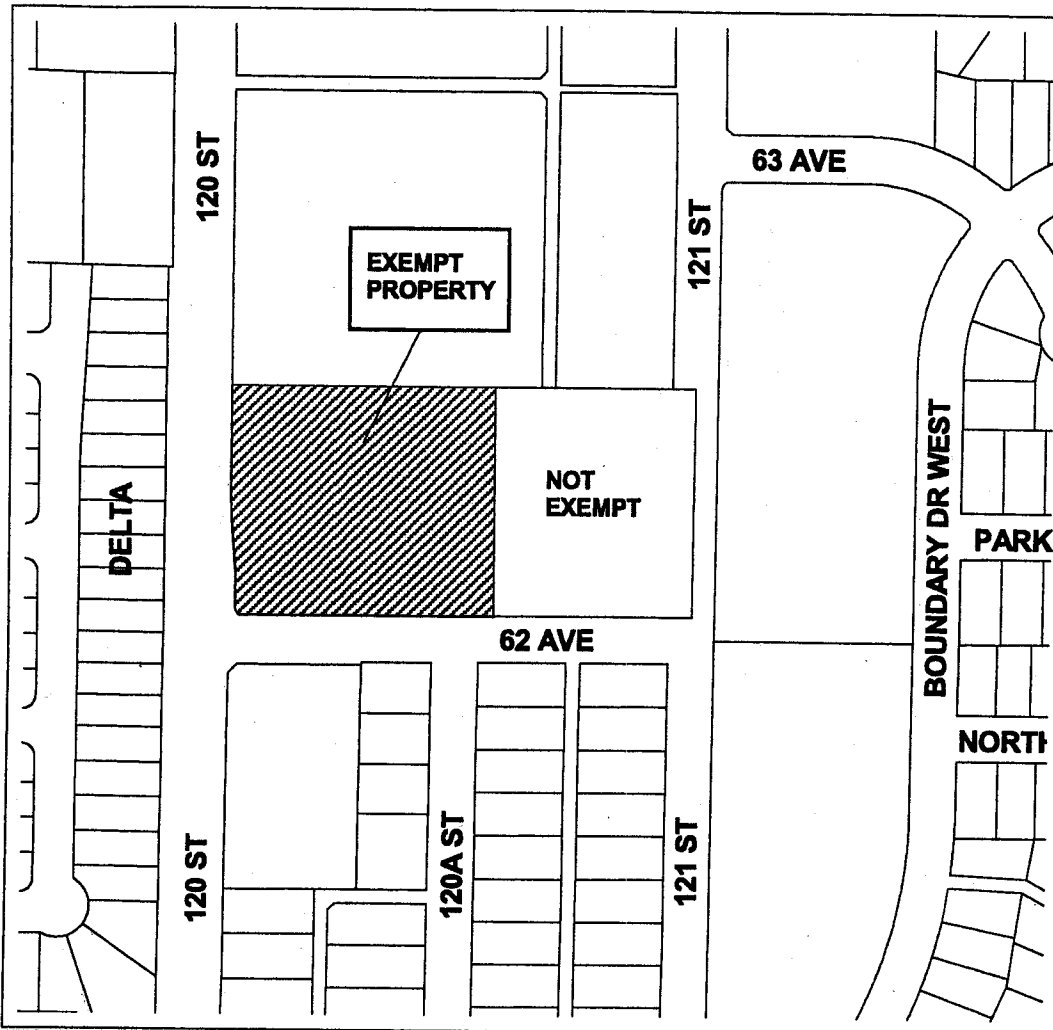 120 ST
63 AVE
121 ST
EXEMPT
PROPERTY
BOUNDARY DR WEST
NOT
EXEMPT
DELTA
PARK
62 AVE
NORTH
120 ST
120A ST
121 ST